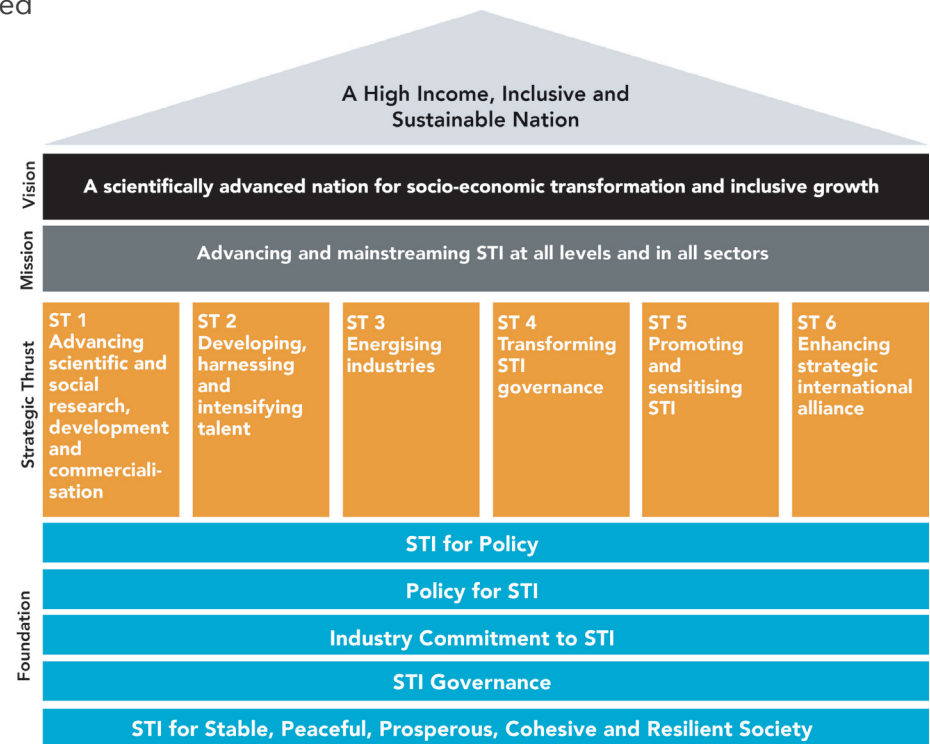 ed
A High Income, Inclusive and
Sustainable Nation
Vision
A scientifically advanced nation for socio-economic transformation and inclusive growth
Mission
Advancing and mainstreaming STI at all levels and in all sectors
Strategic Thrust
ST 1
Advancing
scientific and
social
research,
development
and
commerciali-
sation
ST 2
Developing,
harnessing
and
intensifying
talent
ST 3
Energising
industries
ST 4
Transforming
STI
governance
ST 5
Promoting
and
sensitising
STI
ST 6
Enhancing
strategic
international
alliance
Foundation
STI for Policy
Policy for STI
Industry Commitment to STI
STI Governance
STI for Stable, Peaceful, Prosperous, Cohesive and Resilient Society